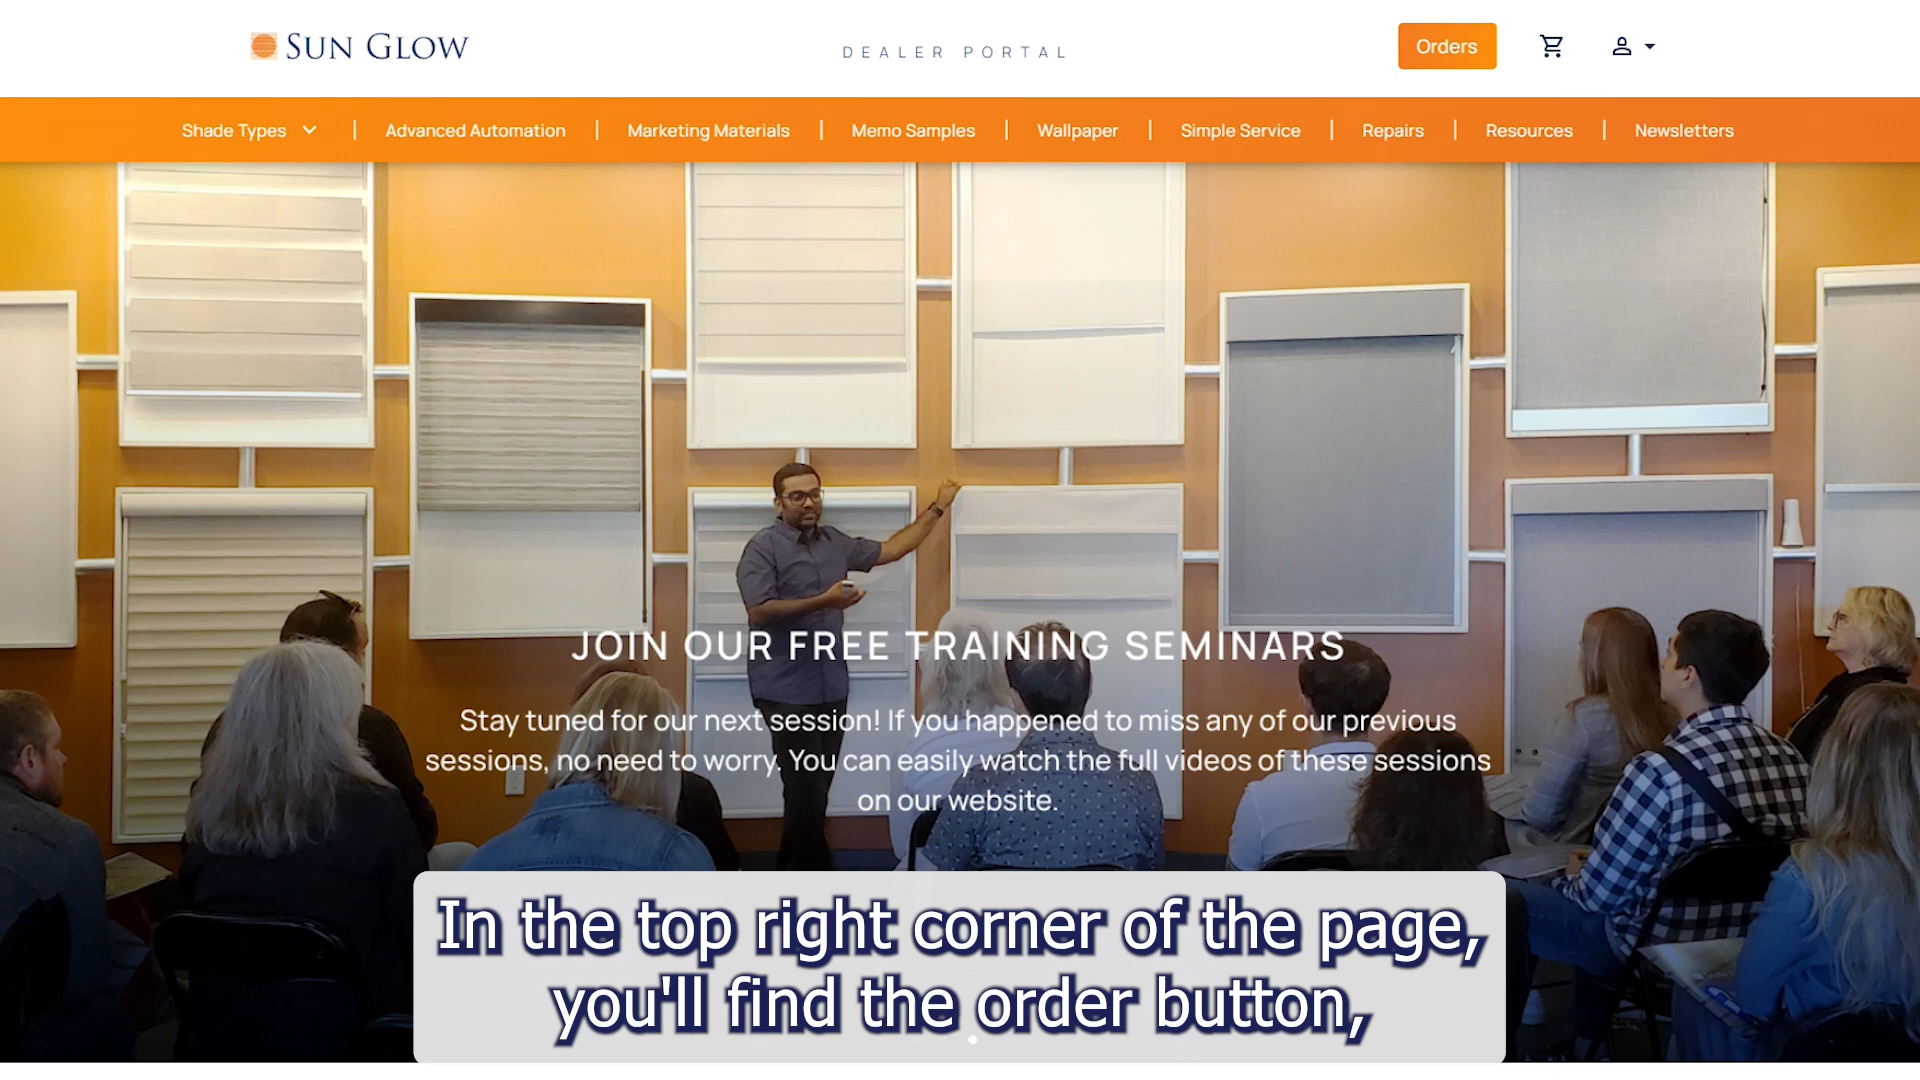 SUN GLOW
DEALER PORTAL
Orders
Shade Types | Advanced Automation | Marketing Materials | Memo Samples | Wallpaper | Simple Service | Repairs | Resources | Newsletters
JOIN OUR FREE TRAINING SEMINARS
Stay tuned for our next session! If you happened to miss any of our previous
sessions, no need to worry. You can easily watch the full videos of these sessions
on our website.
In the top right corner of the page,
you'll find the order button,